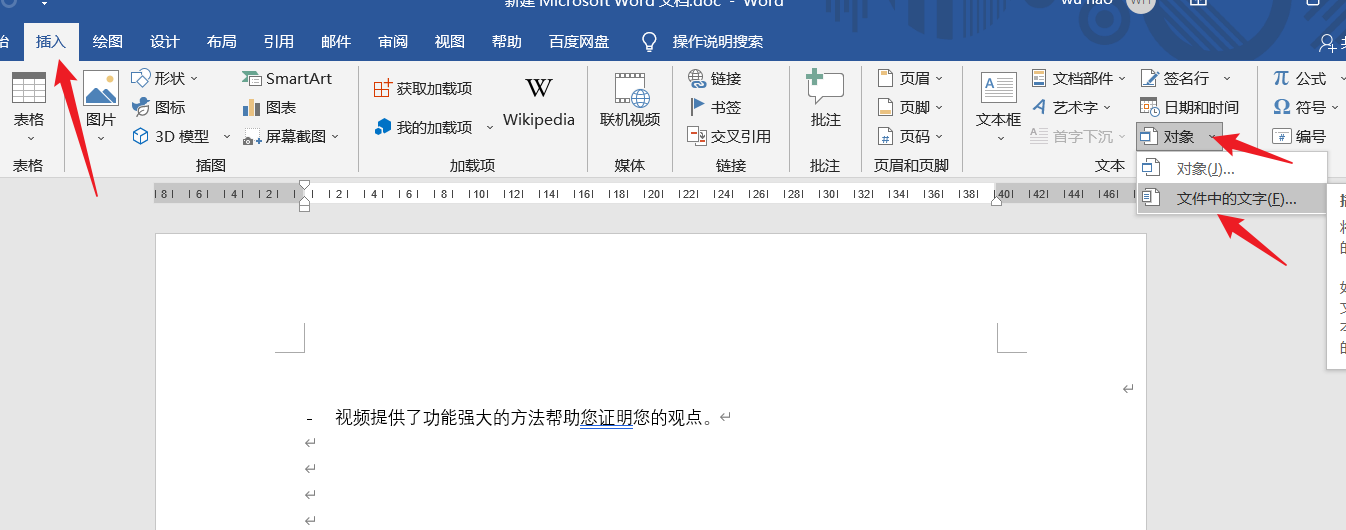 新建 Microsoft Word 文档.doc - Word
wu hao
WH
插入 绘图 设计 布局 引用 邮件 审阅 视图 帮助 百度网盘 操作说明搜索
表格
表格
图片
形状
图标
3D 模型
SmartArt
图表
屏幕截图
插图
获取加载项
我的加载项
Wikipedia
加载项
联机视频
媒体
链接
书签
交叉引用
链接
批注
批注
页眉
页脚
页码
页眉和页脚
文本框
文档部件
艺术字
首字下沉
签名行
日期和时间
对象
文本
公式
符号
编号
对象(J)...
文件中的文字(F)...
8 6 4 2 2 4 6 8 10 12 14 16 18 20 22 24 26 28 30 32 34 36 38 40 42 44 46
- 视频提供了功能强大的方法帮助您证明您的观点。